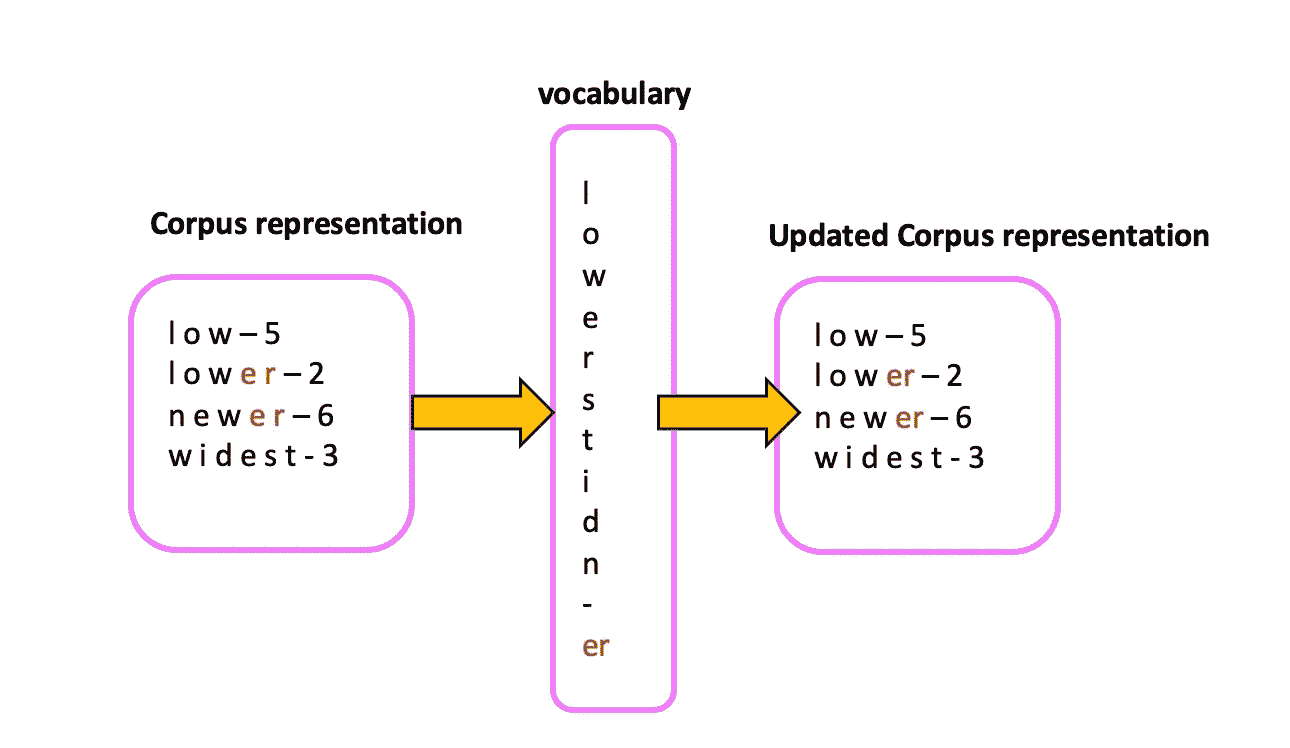 vocabulary
Corpus representation
l o w – 5
l o w e r – 2
n e w e r – 6
w i d e s t - 3
l
o
w
e
r
s
t
i
d
n
-
er
Updated Corpus representation
l o w – 5
l o w er – 2
n e w er – 6
w i d e s t - 3